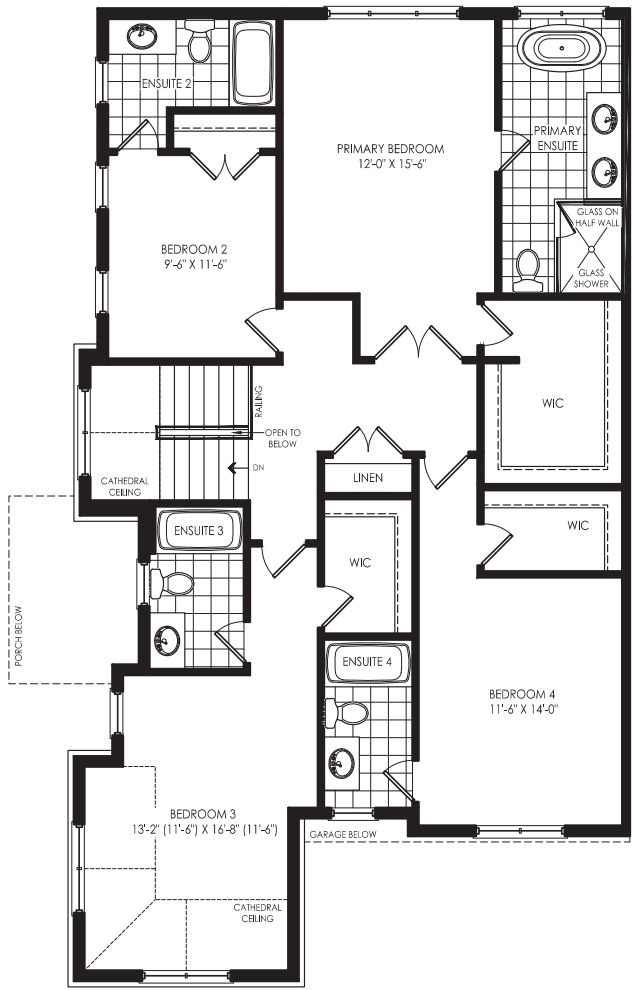 ENSUITE 2
PRIMARY BEDROOM
12'-0" X 15'-6"
PRIMARY
ENSUITE
GLASS ON
HALF WALL
GLASS
SHOWER
BEDROOM 2
9'-6" X 11'-6"
RAILING
OPEN TO
BELOW
DN
CATHEDRAL
CEILING
WIC
LINEN
WIC
ENSUITE 3
WIC
PORCH BELOW
ENSUITE 4
BEDROOM 4
11'-6" X 14'-0"
BEDROOM 3
13'-2" (11'-6") X 16'-8" (11'-6")
GARAGE BELOW
CATHEDRAL
CEILING